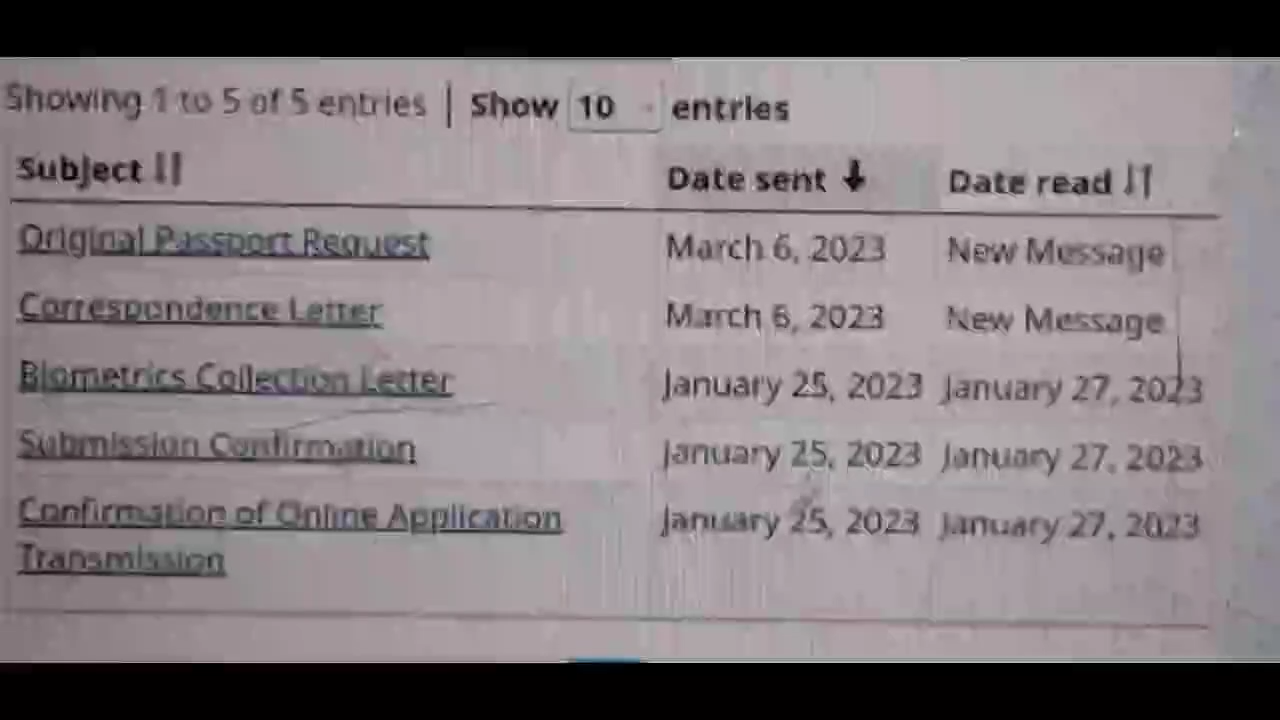 Showing 1 to 5 of 5 entries | Show 10 entries
Subject Date sent Date read
Original Passport Request March 6, 2023 New Message
Correspondence Letter March 6, 2023 New Message
Biometrics Collection Letter January 25, 2023 January 27, 2023
Submission Confirmation January 25, 2023 January 27, 2023
Confirmation of Online Application January 25, 2023 January 27, 2023
Transmission